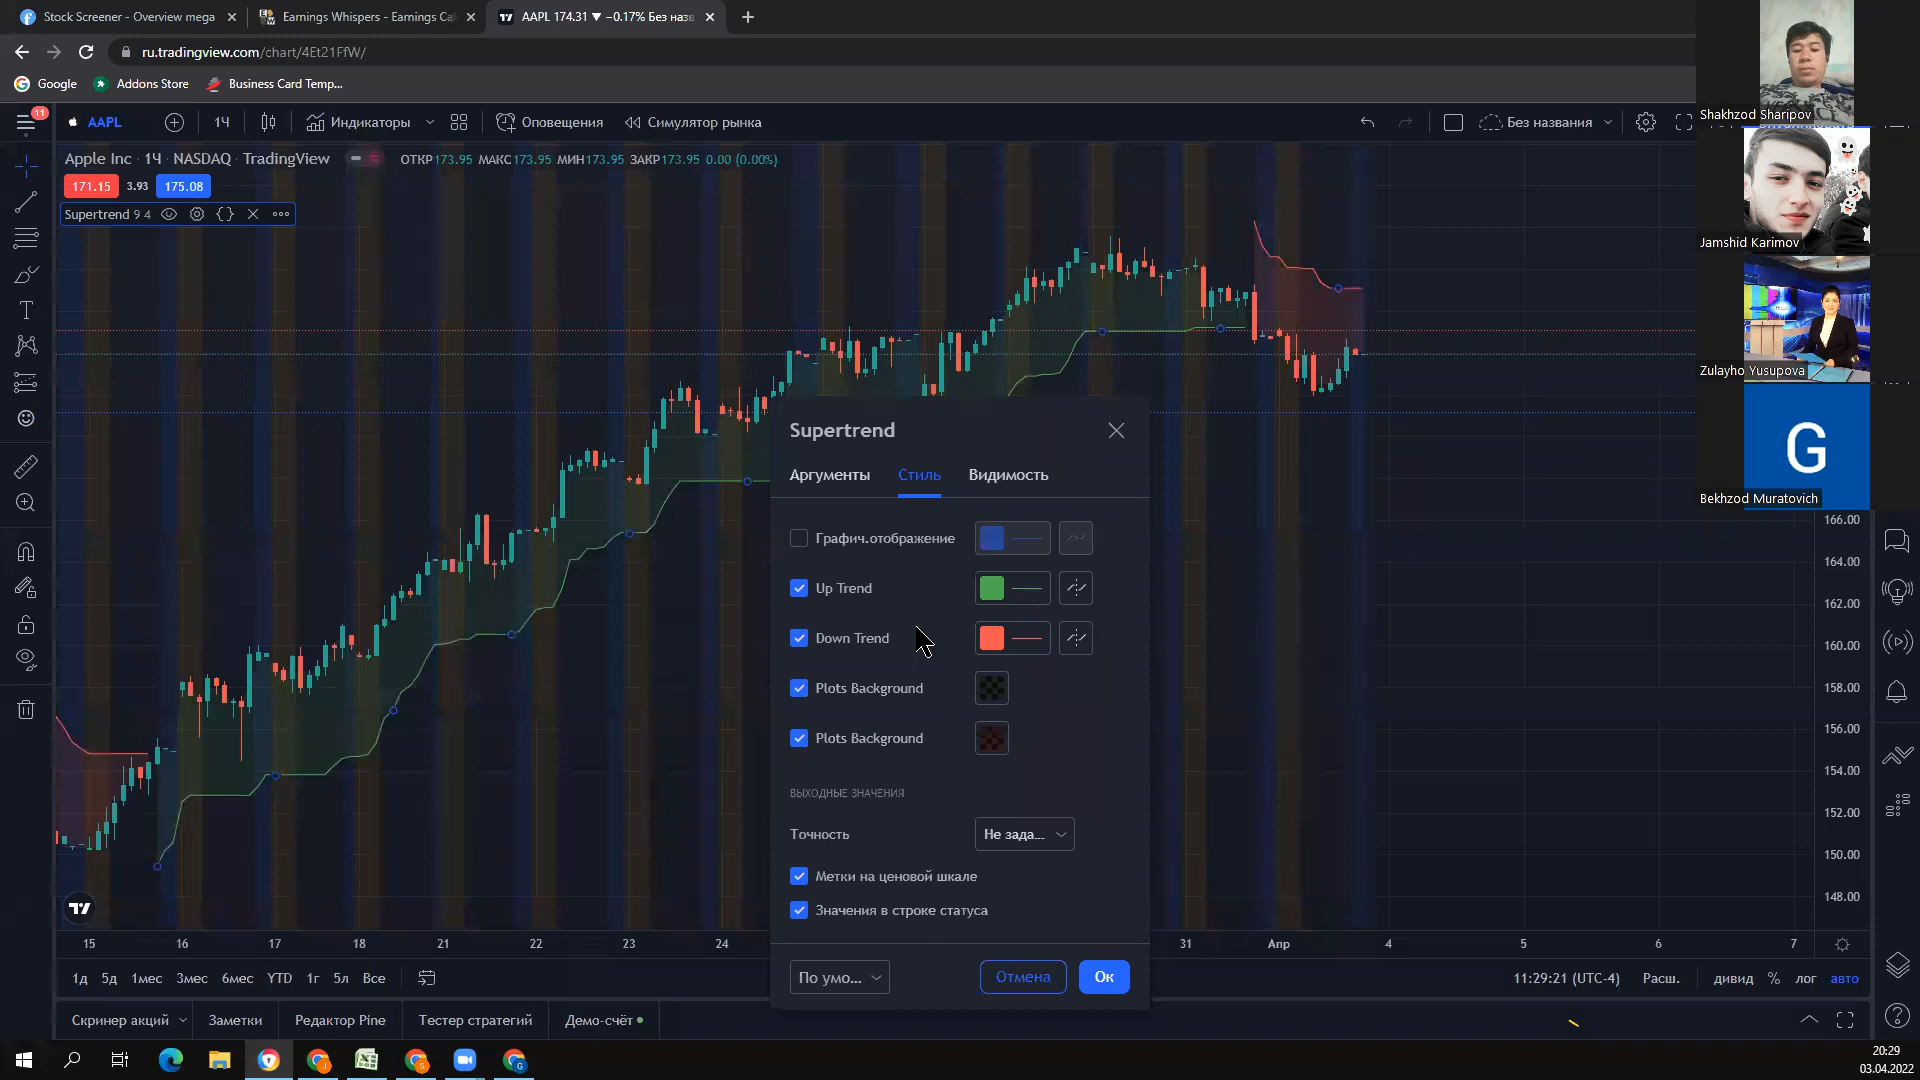 Stock Screener - Overview mega
Earnings Whispers - Earnings Cal
AAPL 174.31 ▼ −0.17% Без назв
ru.tradingview.com/chart/4Et21FfW/
Google
Addons Store
Business Card Temp...
11
AAPL
1Ч
Индикаторы
Оповещения
Симулятор рынка
Без названия
Apple Inc · 1Ч · NASDAQ · TradingView
ОТКР173.95 МАКС173.95 МИН173.95 ЗАКР173.95 0.00 (0.00%)
171.15 3.93 175.08
Supertrend 9 4
Shakhzod Sharipov
Jamshid Karimov
Zulayho Yusupova
G
Bekhzod Muratovich
Supertrend
Аргументы
Стиль
Видимость
Графич.отображение
Up Trend
Down Trend
Plots Background
Plots Background
ВЫХОДНЫЕ ЗНАЧЕНИЯ
Точность
Не зада...
Метки на ценовой шкале
Значения в строке статуса
По умо...
Отмена
Ок
166.00
164.00
162.00
160.00
158.00
156.00
154.00
152.00
150.00
148.00
15 16 17 18 21 22 23 24 31 Апр 4 5 6 7
1д 5д 1мес 3мес 6мес YTD 1г 5л Все
11:29:21 (UTC-4) Расш. дивид % лог авто
Скринер акций
Заметки
Редактор Pine
Тестер стратегий
Демо-счёт
20:29
03.04.2022